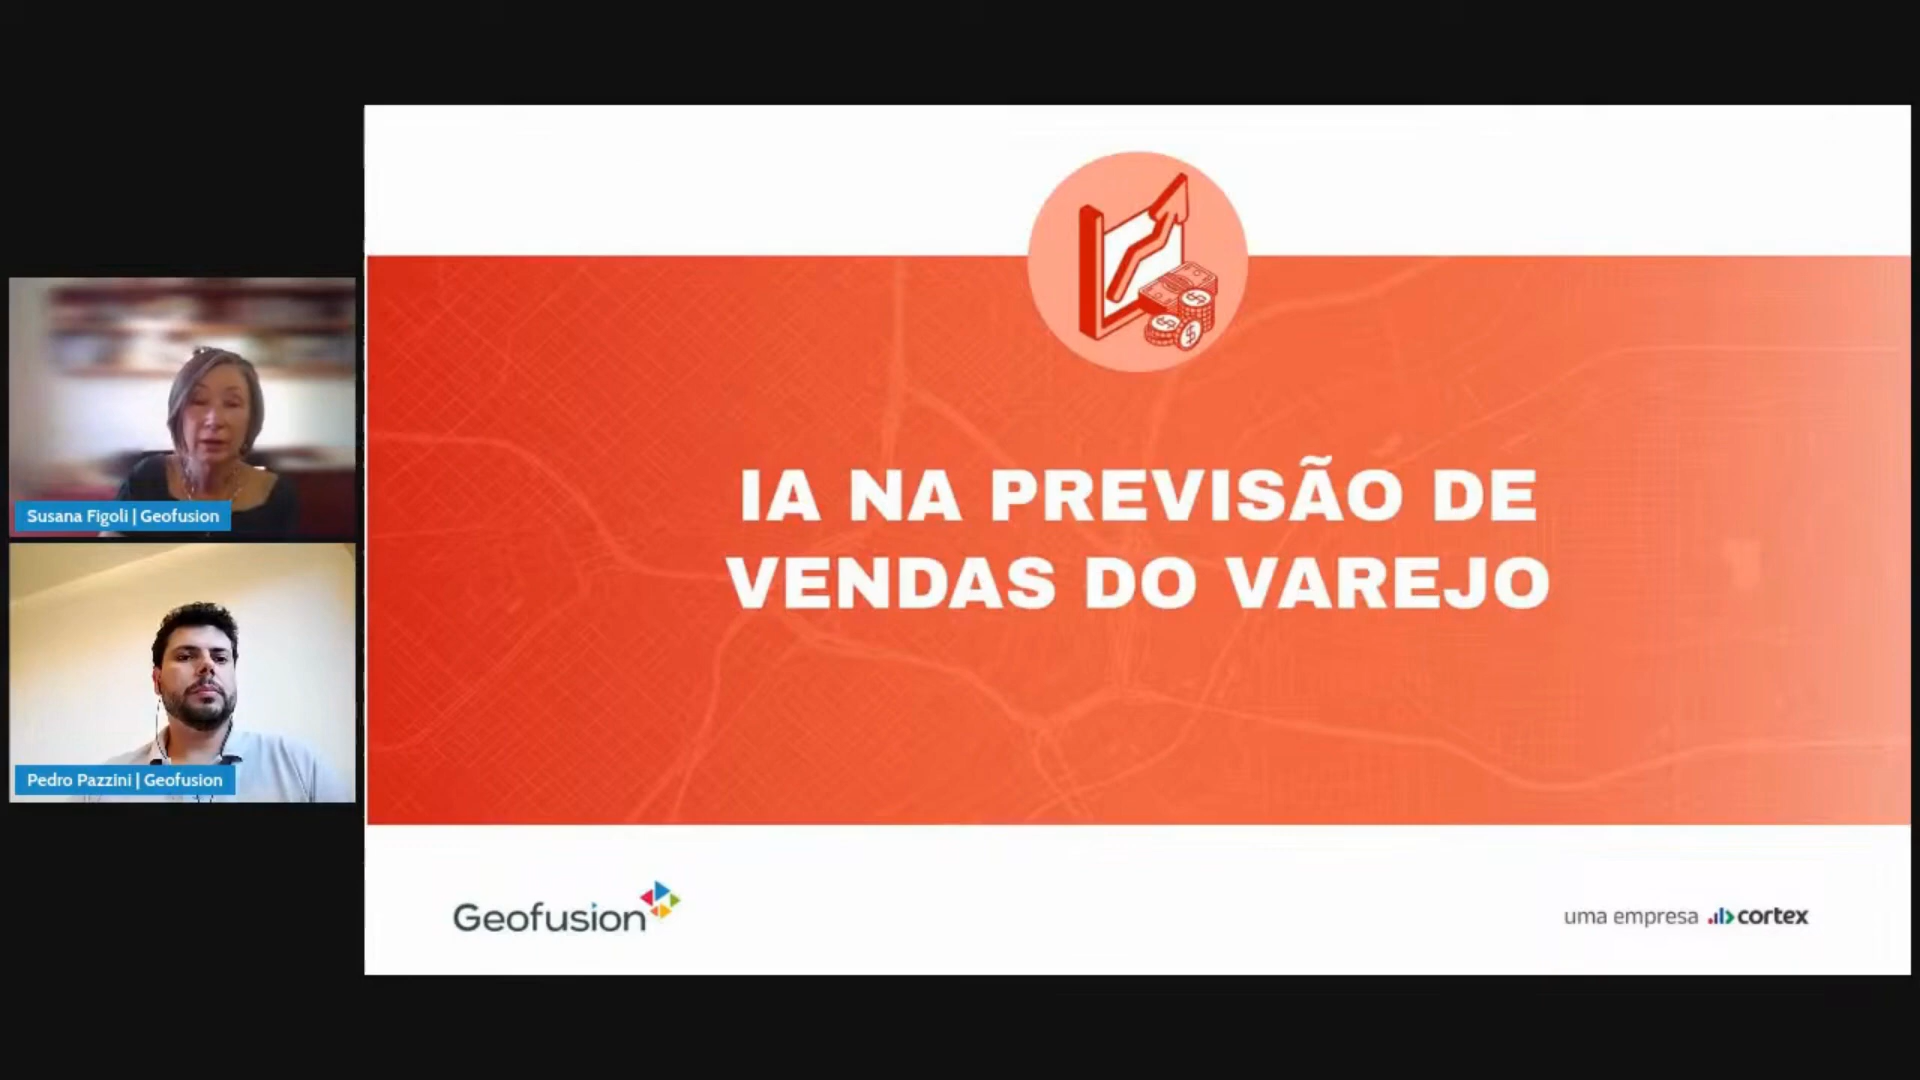 IA NA PREVISÃO DE
VENDAS DO VAREJO
Susana Figoli | Geofusion
Pedro Pazzini | Geofusion
Geofusion
uma empresa cortex